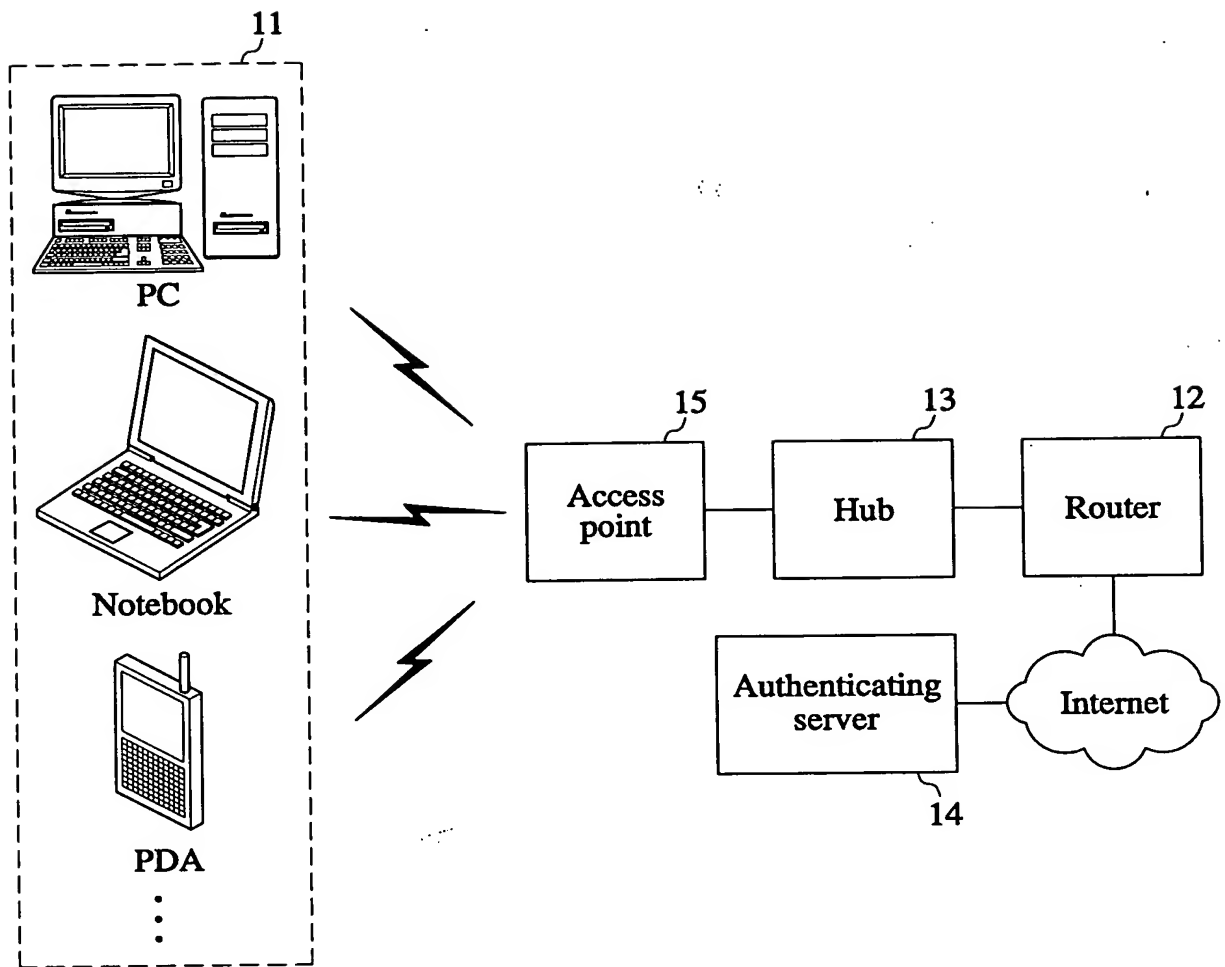 11
PC
Notebook
PDA
15
Access
point
13
Hub
12
Router
Internet
Authenticating
server
14